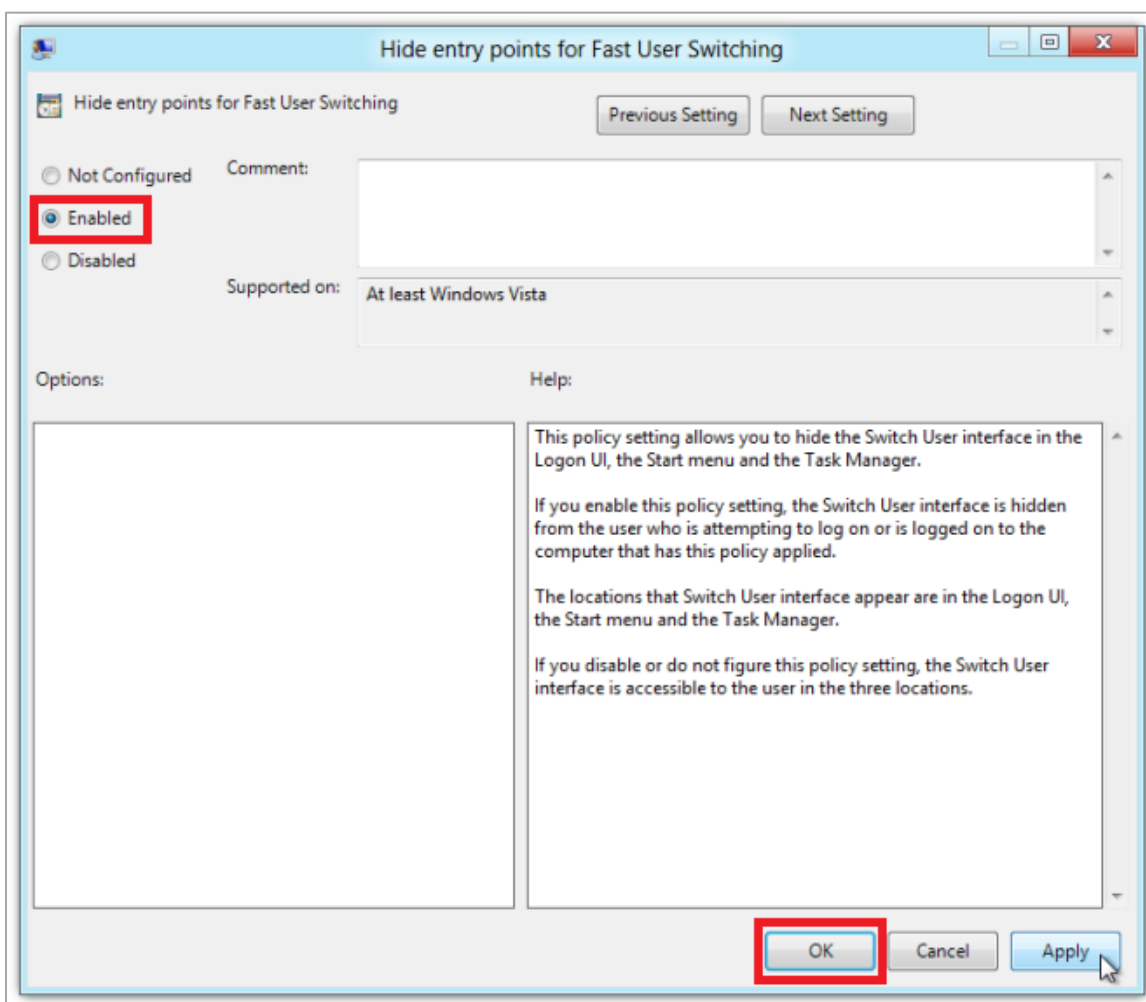 Hide entry points for Fast User Switching
Hide entry points for Fast User Switching
Previous Setting
Next Setting
Not Configured
Comment:
Enabled
Disabled
Supported on:
At least Windows Vista
Options:
Help:
This policy setting allows you to hide the Switch User interface in the
Logon UI, the Start menu and the Task Manager.
If you enable this policy setting, the Switch User interface is hidden
from the user who is attempting to log on or is logged on to the
computer that has this policy applied.
The locations that Switch User interface appear are in the Logon UI,
the Start menu and the Task Manager.
If you disable or do not figure this policy setting, the Switch User
interface is accessible to the user in the three locations.
OK
Cancel
Apply